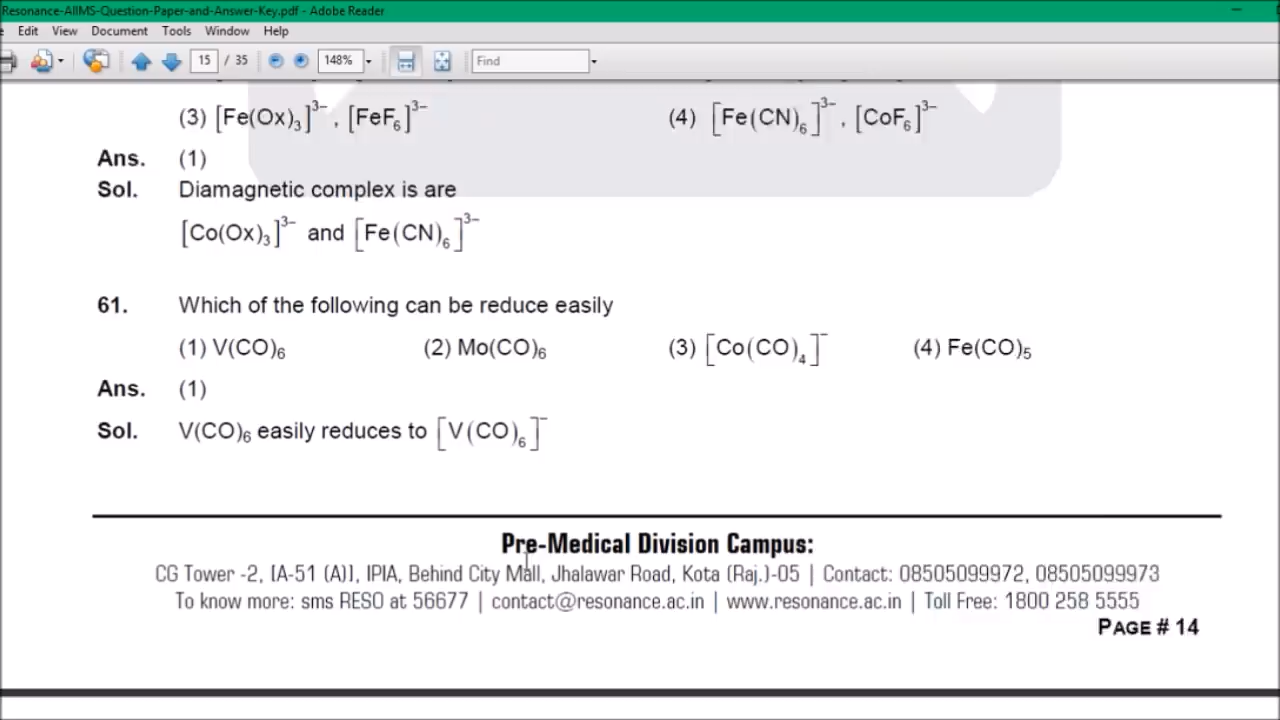 Resonance-AIIMS-Question-Paper-and-Answer-Key.pdf - Adobe Reader
Edit View Document Tools Window Help
15 / 35 148% Find
(3) [Fe(Ox)₃]³⁻ , [FeF₆]³⁻ (4) [Fe(CN)₆]³⁻ , [CoF₆]³⁻
Ans. (1)
Sol. Diamagnetic complex is are
[Co(Ox)₃]³⁻ and [Fe(CN)₆]³⁻
61. Which of the following can be reduce easily
(1) V(CO)₆ (2) Mo(CO)₆ (3) [Co(CO)₄]⁻ (4) Fe(CO)₅
Ans. (1)
Sol. V(CO)₆ easily reduces to [V(CO)₆]⁻
Pre-Medical Division Campus:
CG Tower -2, [A-51 (A)], IPIA, Behind City Mall, Jhalawar Road, Kota (Raj.)-05 | Contact: 08505099972, 08505099973
To know more: sms RESO at 56677 | contact@resonance.ac.in | www.resonance.ac.in | Toll Free: 1800 258 5555
PAGE # 14